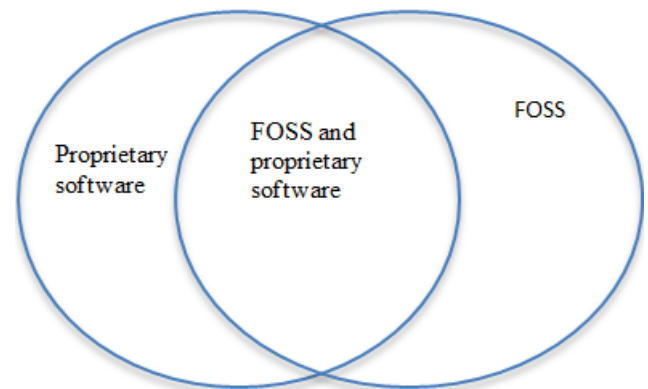 Proprietary
software
FOSS and
proprietary
software
FOSS